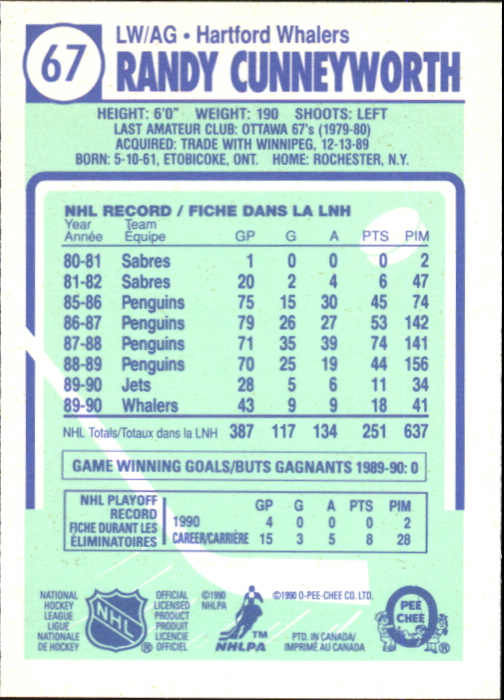 67
LW/AG • Hartford Whalers
RANDY CUNNEYWORTH
HEIGHT: 6'0" WEIGHT: 190 SHOOTS: LEFT
LAST AMATEUR CLUB: OTTAWA 67's (1979-80)
ACQUIRED: TRADE WITH WINNIPEG, 12-13-89
BORN: 5-10-61, ETOBICOKE, ONT. HOME: ROCHESTER, N.Y.
NHL RECORD / FICHE DANS LA LNH
Year Team
Année Équipe GP G A PTS PIM
80-81 Sabres 1 0 0 0 2
81-82 Sabres 20 2 4 6 47
85-86 Penguins 75 15 30 45 74
86-87 Penguins 79 26 27 53 142
87-88 Penguins 71 35 39 74 141
88-89 Penguins 70 25 19 44 156
89-90 Jets 28 5 6 11 34
89-90 Whalers 43 9 9 18 41
NHL Totals/Totaux dans la LNH 387 117 134 251 637
GAME WINNING GOALS/BUTS GAGNANTS 1989-90: 0
NHL PLAYOFF
RECORD
FICHE DURANT LES
ÉLIMINATOIRES
GP G A PTS PIM
1990 4 0 0 0 2
CAREER/CARRIÈRE 15 3 5 8 28
NATIONAL
HOCKEY
LEAGUE
LIGUE
NATIONALE
DE HOCKEY
NHL
®
OFFICIAL
LICENSED
PRODUCT
PRODUIT
LICENCIE
OFFICIEL
©1990
NHLPA
TM
NHLPA
©1990 O-PEE-CHEE CO. LTD.
PTD. IN CANADA/
IMPRIMÉ AU CANADA
O PEE CHEE
®